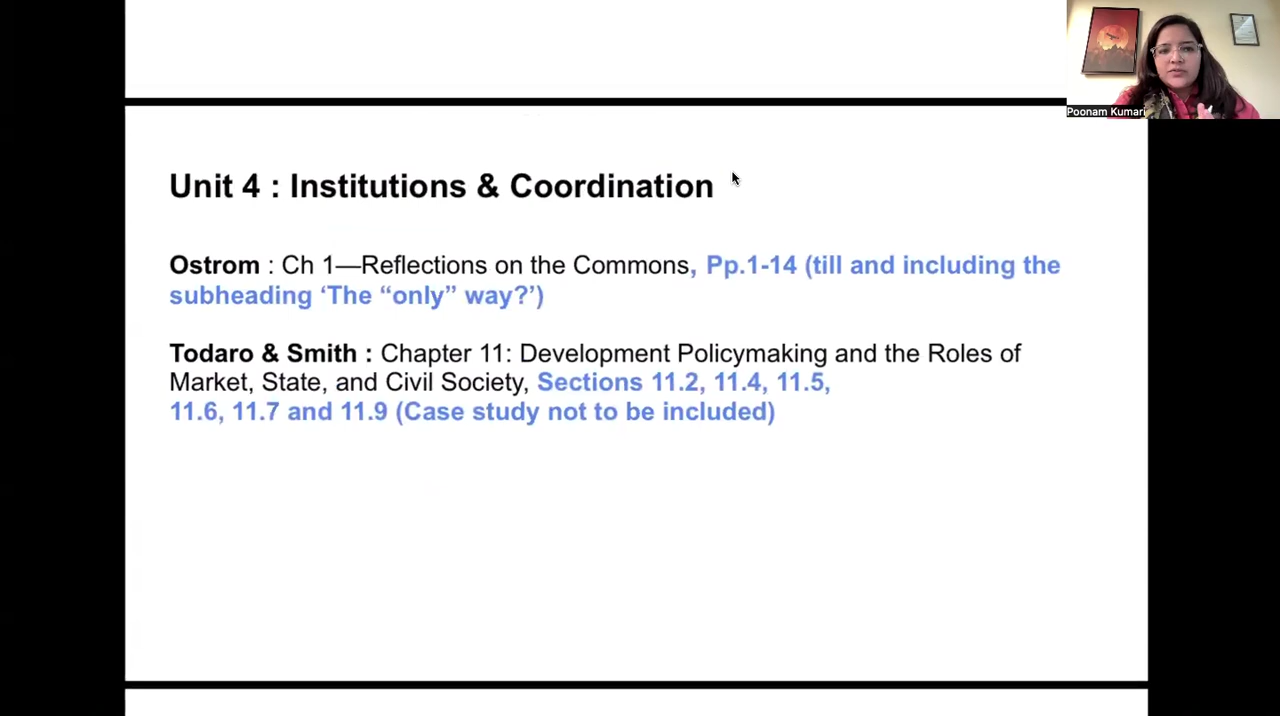 Poonam Kumari
Unit 4 : Institutions & Coordination
Ostrom : Ch 1—Reflections on the Commons, Pp.1-14 (till and including the
subheading ‘The “only” way?’)
Todaro & Smith : Chapter 11: Development Policymaking and the Roles of
Market, State, and Civil Society, Sections 11.2, 11.4, 11.5,
11.6, 11.7 and 11.9 (Case study not to be included)